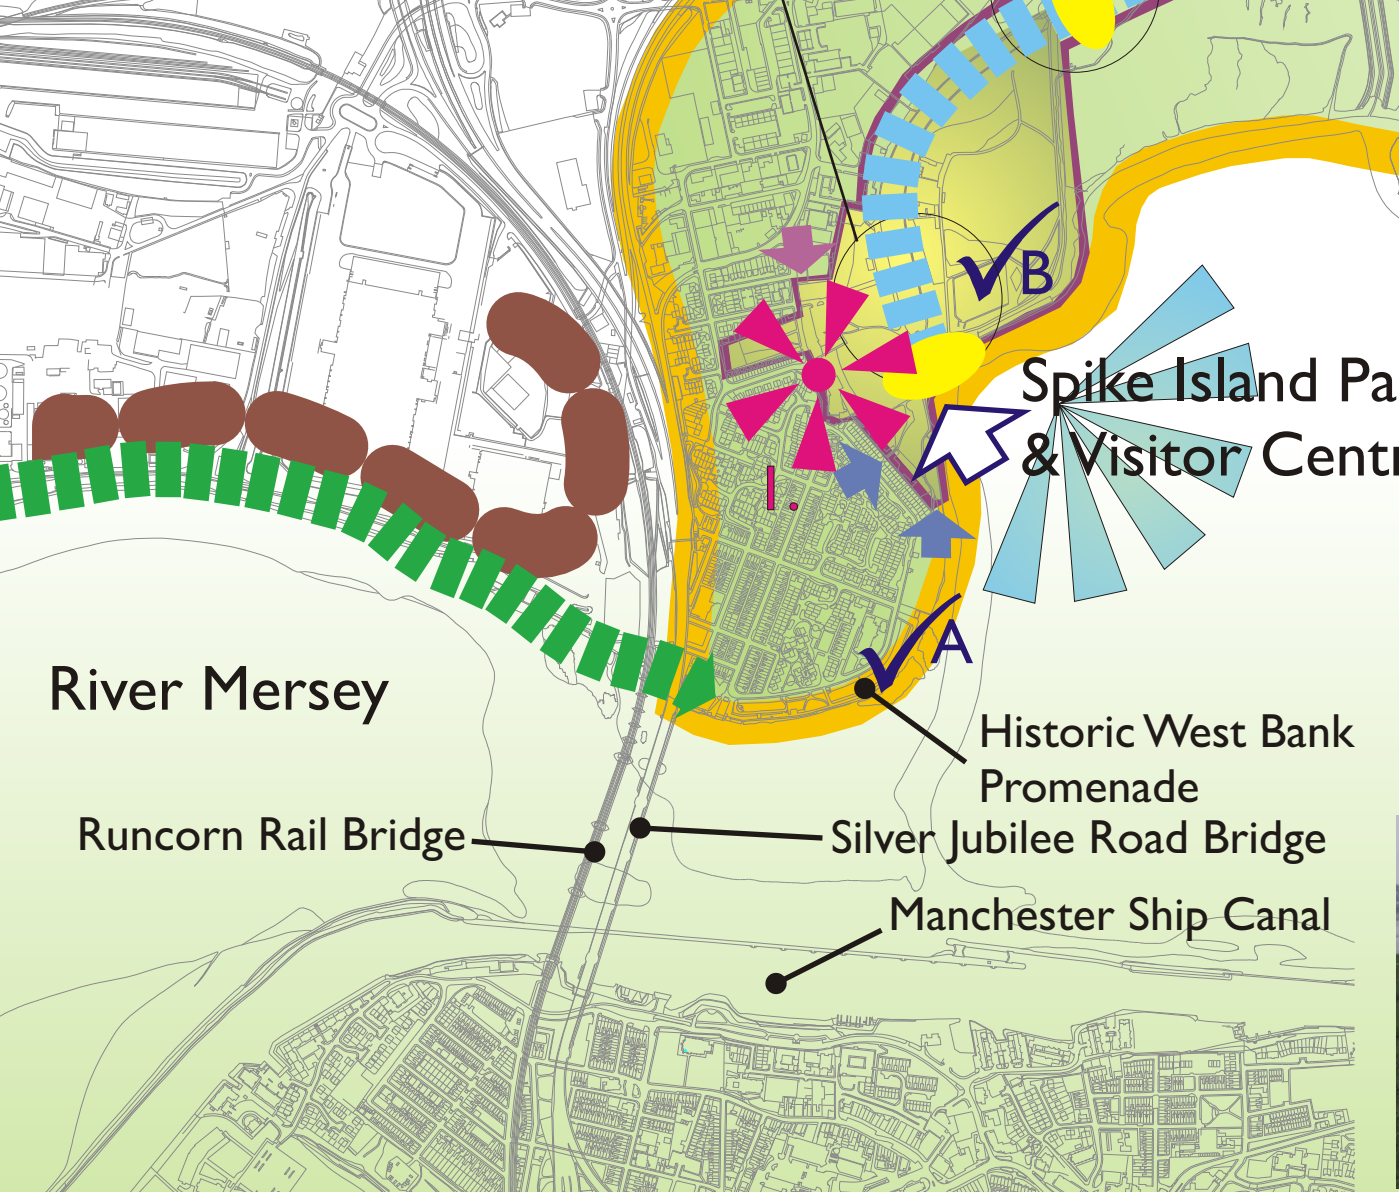 B
Spike Island Pa
& Visitor Centr
A
River Mersey
Historic West Bank
Promenade
Runcorn Rail Bridge
Silver Jubilee Road Bridge
Manchester Ship Canal